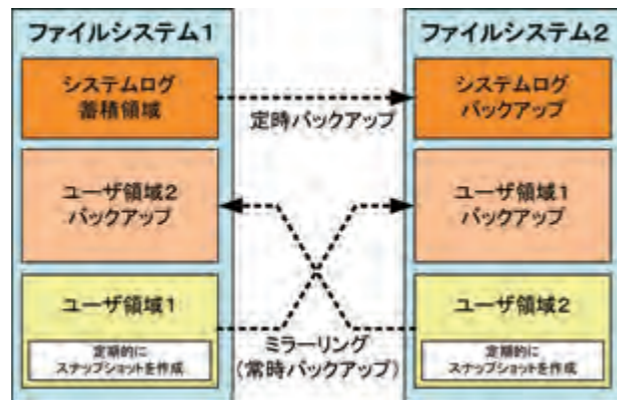 ファイルシステム1
システムログ
蓄積領域
ユーザ領域2
バックアップ
ユーザ領域1
定期的に
スナップショットを作成
定時バックアップ
ミラーリング
(常時バックアップ)
ファイルシステム2
システムログ
バックアップ
ユーザ領域1
バックアップ
ユーザ領域2
定期的に
スナップショットを作成